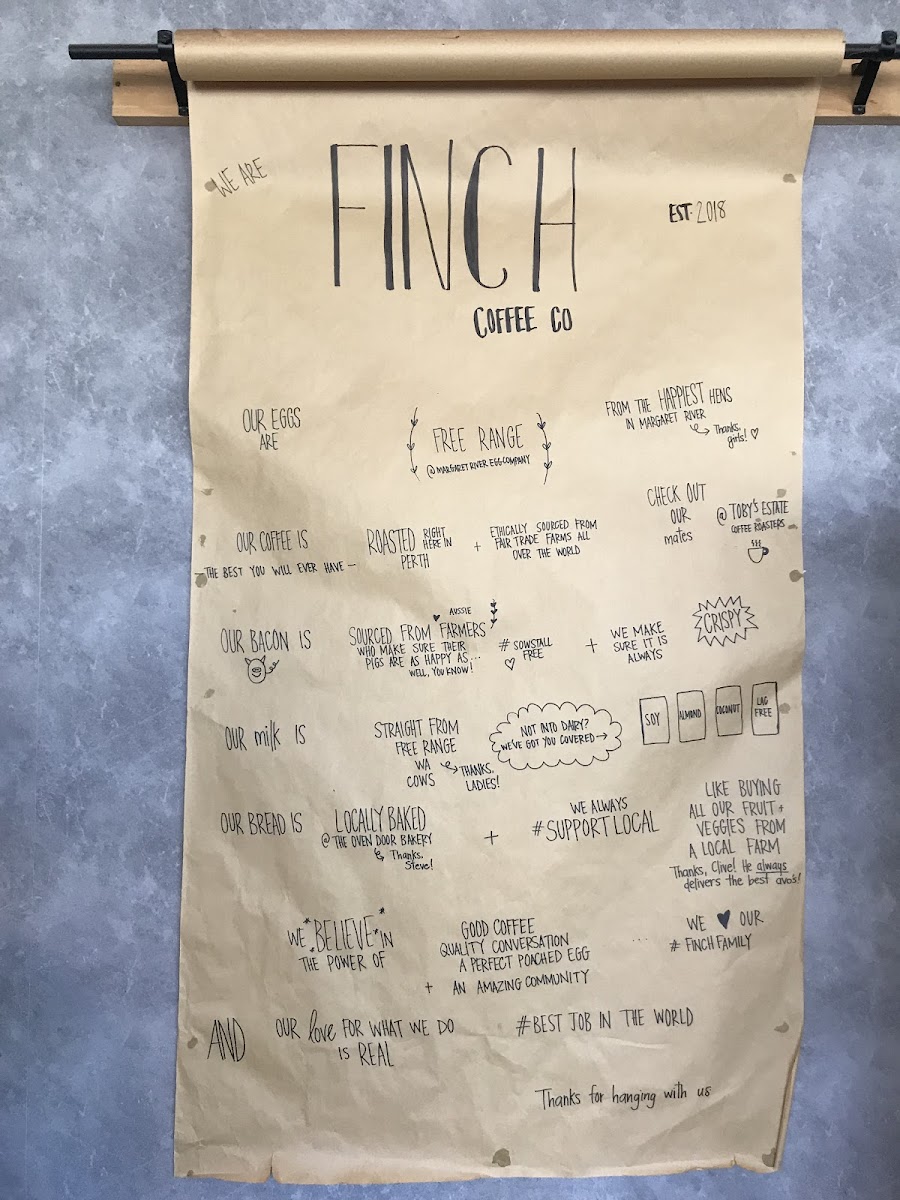 WE ARE
FINCH
COFFEE CO
EST. 2018
OUR EGGS
ARE
FREE RANGE
@MARGARET RIVER EGG COMPANY
FROM THE HAPPIEST HENS
IN MARGARET RIVER
Thanks,
girls!
OUR COFFEE IS
—THE BEST YOU WILL EVER HAVE—
ROASTED RIGHT
HERE IN
PERTH
+
ETHICALLY SOURCED FROM
FAIR TRADE FARMS ALL
OVER THE WORLD
CHECK OUT
OUR
mates
@ TOBY'S ESTATE
COFFEE ROASTERS
OUR BACON IS
AUSSIE
SOURCED FROM FARMERS
WHO MAKE SURE THEIR
PIGS ARE AS HAPPY AS...
WELL, YOU KNOW!
# SOWSTALL
FREE
+
WE MAKE
SURE IT IS
ALWAYS
CRISPY
OUR milk IS
STRAIGHT FROM
FREE RANGE
WA
COWS
THANKS,
LADIES!
NOT INTO DAIRY?
WE'VE GOT YOU COVERED→
SOY
ALMOND
COCONUT
LAC
FREE
OUR BREAD IS
LOCALLY BAKED
@ THE OVEN DOOR BAKERY
Thanks,
Steve!
+
WE ALWAYS
#SUPPORT LOCAL
LIKE BUYING
ALL OUR FRUIT +
VEGGIES FROM
A LOCAL FARM
Thanks, Clive! He always
delivers the best avo's!
WE *BELIEVE* IN
THE POWER OF
GOOD COFFEE
QUALITY CONVERSATION
A PERFECT POACHED EGG
+ AN AMAZING COMMUNITY
...
WE ♥ OUR
# FINCH FAMILY
AND
OUR love FOR WHAT WE DO
IS REAL
#BEST JOB IN THE WORLD
Thanks for hanging with us